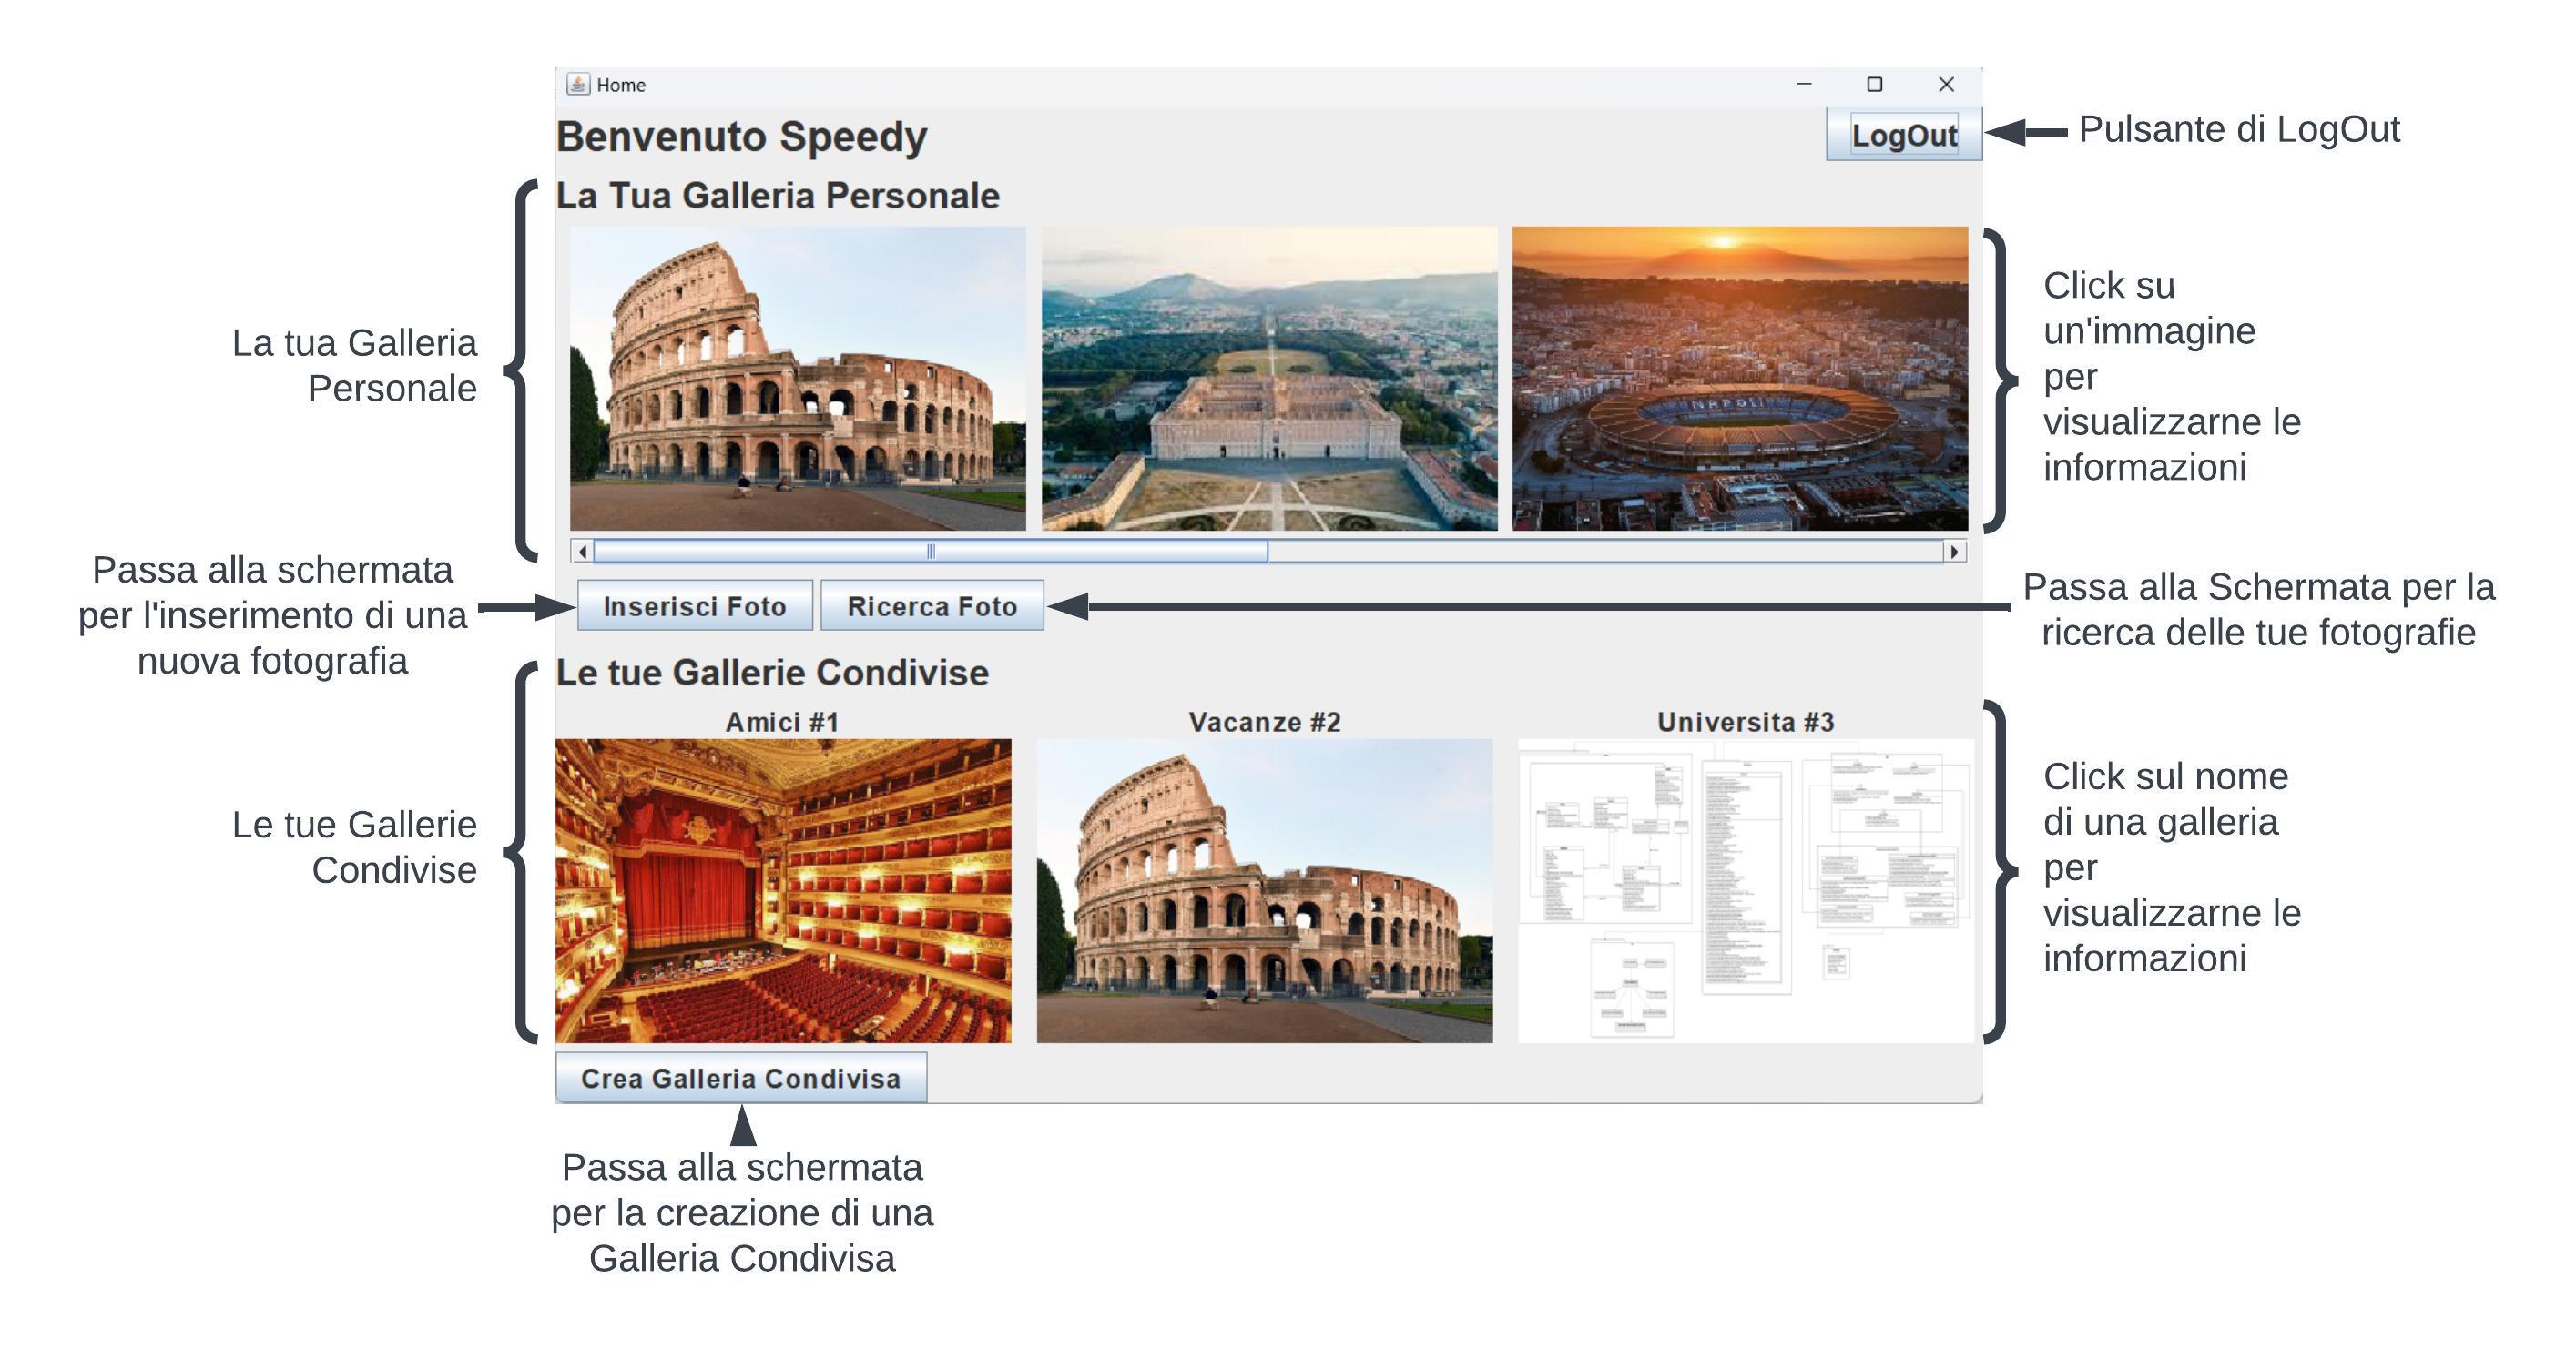 Home
Benvenuto Speedy
LogOut
Pulsante di LogOut
La Tua Galleria Personale
La tua Galleria
Personale
NAPOLI
Click su
un'immagine
per
visualizzarne le
informazioni
Passa alla schermata
per l'inserimento di una
nuova fotografia
Inserisci Foto
Ricerca Foto
Passa alla Schermata per la
ricerca delle tue fotografie
Le tue Gallerie Condivise
Amici #1
Vacanze #2
Universita #3
Le tue Gallerie
Condivise
Click sul nome
di una galleria
per
visualizzarne le
informazioni
Crea Galleria Condivisa
Passa alla schermata
per la creazione di una
Galleria Condivisa